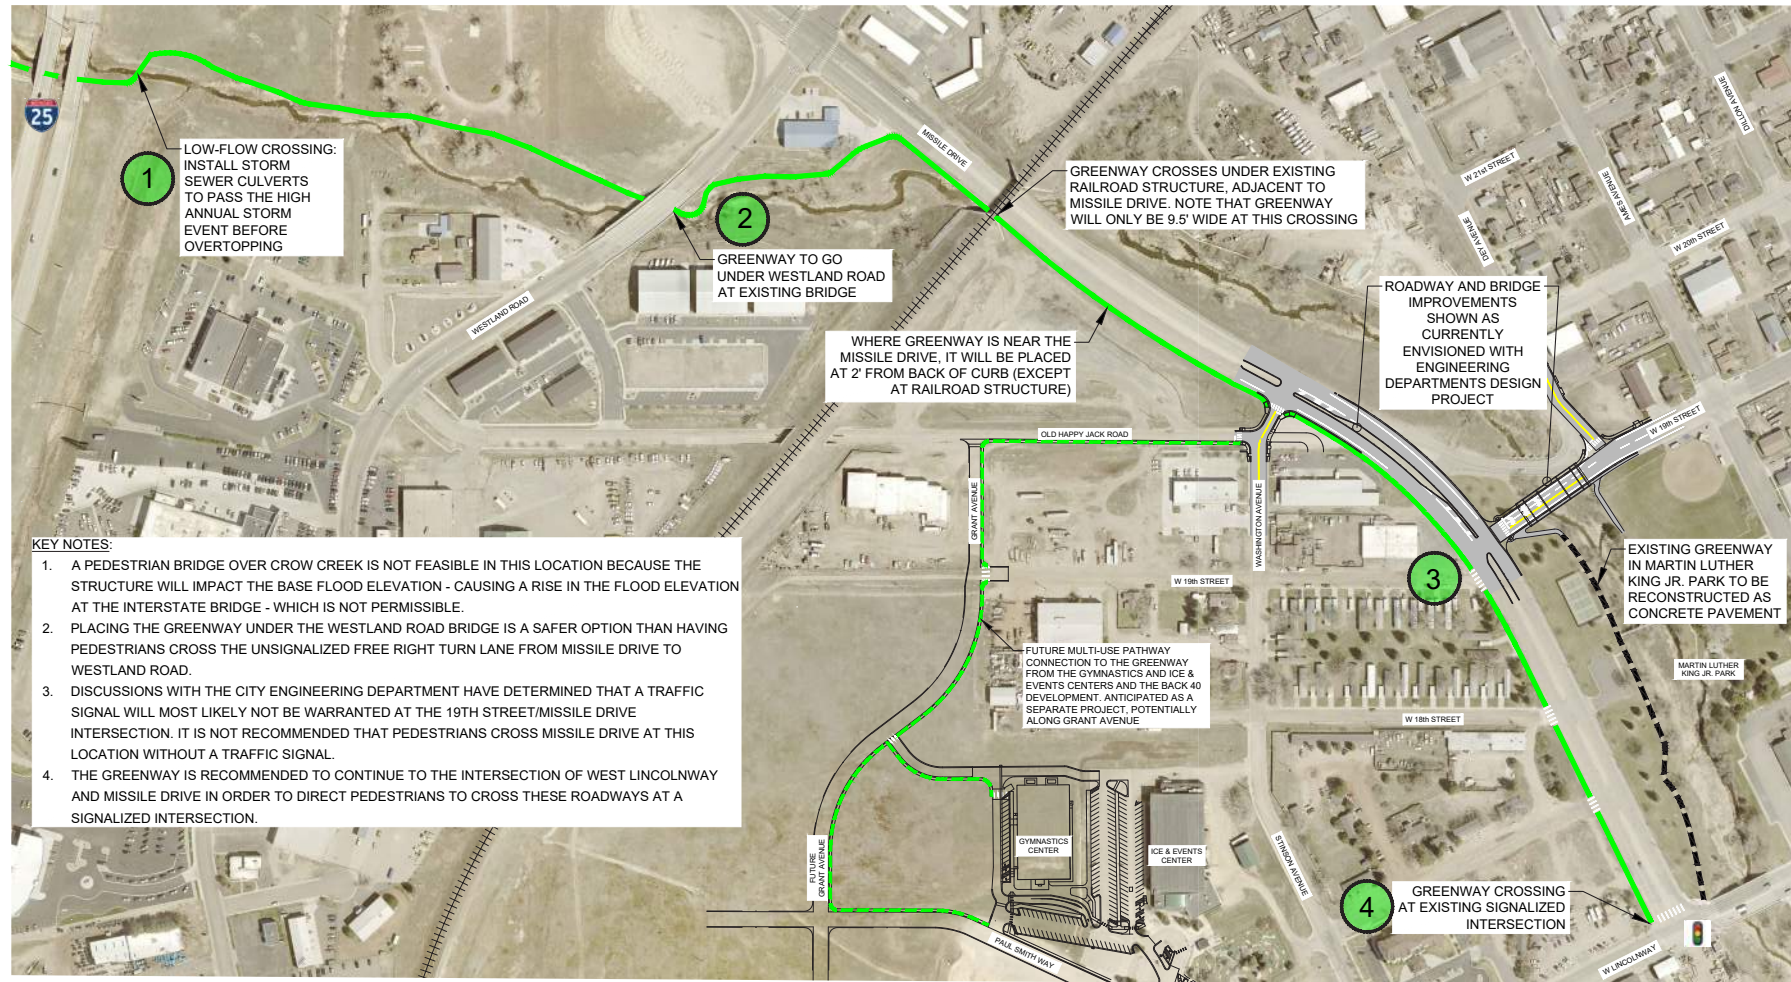 25
1
LOW-FLOW CROSSING:
INSTALL STORM
SEWER CULVERTS
TO PASS THE HIGH
ANNUAL STORM
EVENT BEFORE
OVERTOPPING
2
GREENWAY TO GO
UNDER WESTLAND ROAD
AT EXISTING BRIDGE
WESTLAND ROAD
MISSILE DRIVE
GREENWAY CROSSES UNDER EXISTING
RAILROAD STRUCTURE, ADJACENT TO
MISSILE DRIVE. NOTE THAT GREENWAY
WILL ONLY BE 9.5' WIDE AT THIS CROSSING
WHERE GREENWAY IS NEAR THE
MISSILE DRIVE, IT WILL BE PLACED
AT 2' FROM BACK OF CURB (EXCEPT
AT RAILROAD STRUCTURE)
DILLON AVENUE
W 21st STREET
AMES AVENUE
W 20th STREET
DEY AVENUE
ROADWAY AND BRIDGE
IMPROVEMENTS
SHOWN AS
CURRENTLY
ENVISIONED WITH
ENGINEERING
DEPARTMENTS DESIGN
PROJECT
W 19th STREET
OLD HAPPY JACK ROAD
GRANT AVENUE
WASHINGTON AVENUE
W 19th STREET
3
EXISTING GREENWAY
IN MARTIN LUTHER
KING JR. PARK TO BE
RECONSTRUCTED AS
CONCRETE PAVEMENT
MARTIN LUTHER
KING JR. PARK
FUTURE MULTI-USE PATHWAY
CONNECTION TO THE GREENWAY
FROM THE GYMNASTICS AND ICE &
EVENTS CENTERS AND THE BACK 40
DEVELOPMENT. ANTICIPATED AS A
SEPARATE PROJECT, POTENTIALLY
ALONG GRANT AVENUE
W 18th STREET
KEY NOTES:
1. A PEDESTRIAN BRIDGE OVER CROW CREEK IS NOT FEASIBLE IN THIS LOCATION BECAUSE THE
STRUCTURE WILL IMPACT THE BASE FLOOD ELEVATION - CAUSING A RISE IN THE FLOOD ELEVATION
AT THE INTERSTATE BRIDGE - WHICH IS NOT PERMISSIBLE.
2. PLACING THE GREENWAY UNDER THE WESTLAND ROAD BRIDGE IS A SAFER OPTION THAN HAVING
PEDESTRIANS CROSS THE UNSIGNALIZED FREE RIGHT TURN LANE FROM MISSILE DRIVE TO
WESTLAND ROAD.
3. DISCUSSIONS WITH THE CITY ENGINEERING DEPARTMENT HAVE DETERMINED THAT A TRAFFIC
SIGNAL WILL MOST LIKELY NOT BE WARRANTED AT THE 19TH STREET/MISSILE DRIVE
INTERSECTION. IT IS NOT RECOMMENDED THAT PEDESTRIANS CROSS MISSILE DRIVE AT THIS
LOCATION WITHOUT A TRAFFIC SIGNAL.
4. THE GREENWAY IS RECOMMENDED TO CONTINUE TO THE INTERSECTION OF WEST LINCOLNWAY
AND MISSILE DRIVE IN ORDER TO DIRECT PEDESTRIANS TO CROSS THESE ROADWAYS AT A
SIGNALIZED INTERSECTION.
FUTURE
GRANT AVENUE
GYMNASTICS
CENTER
ICE & EVENTS
CENTER
STINSON AVENUE
PAUL SMITH WAY
4
GREENWAY CROSSING
AT EXISTING SIGNALIZED
INTERSECTION
W LINCOLNWAY